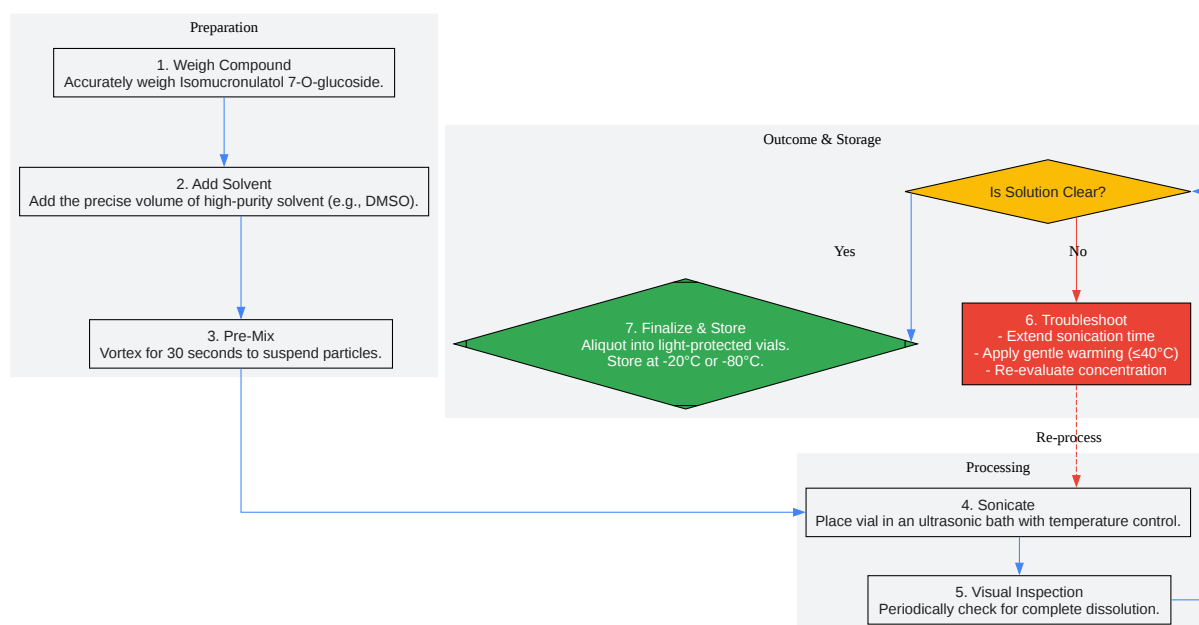 Preparation
1. Weigh Compound
Accurately weigh Isomucronulatol 7-O-glucoside.
2. Add Solvent
Add the precise volume of high-purity solvent (e.g., DMSO).
3. Pre-Mix
Vortex for 30 seconds to suspend particles.
Outcome & Storage
Is Solution Clear?
Yes
No
7. Finalize & Store
Aliquot into light-protected vials.
Store at -20°C or -80°C.
6. Troubleshoot
- Extend sonication time
- Apply gentle warming (≤40°C)
- Re-evaluate concentration
Re-process
Processing
4. Sonicate
Place vial in an ultrasonic bath with temperature control.
5. Visual Inspection
Periodically check for complete dissolution.